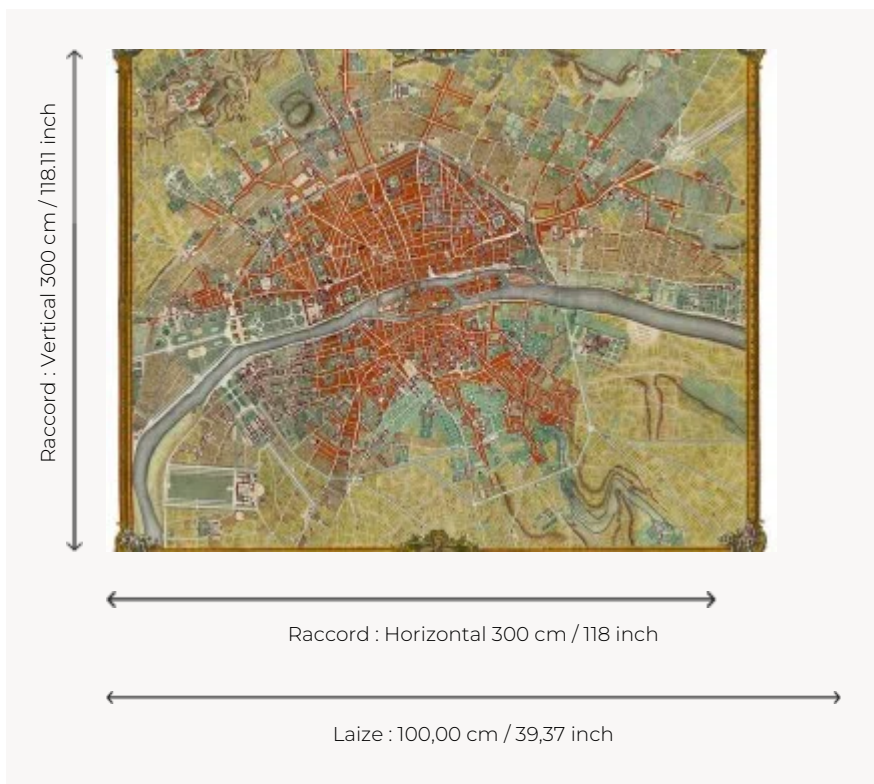 Raccord : Vertical 300 cm / 118.11 inch
Raccord : Horizontal 300 cm / 118 inch
Laize : 100,00 cm / 39,37 inch